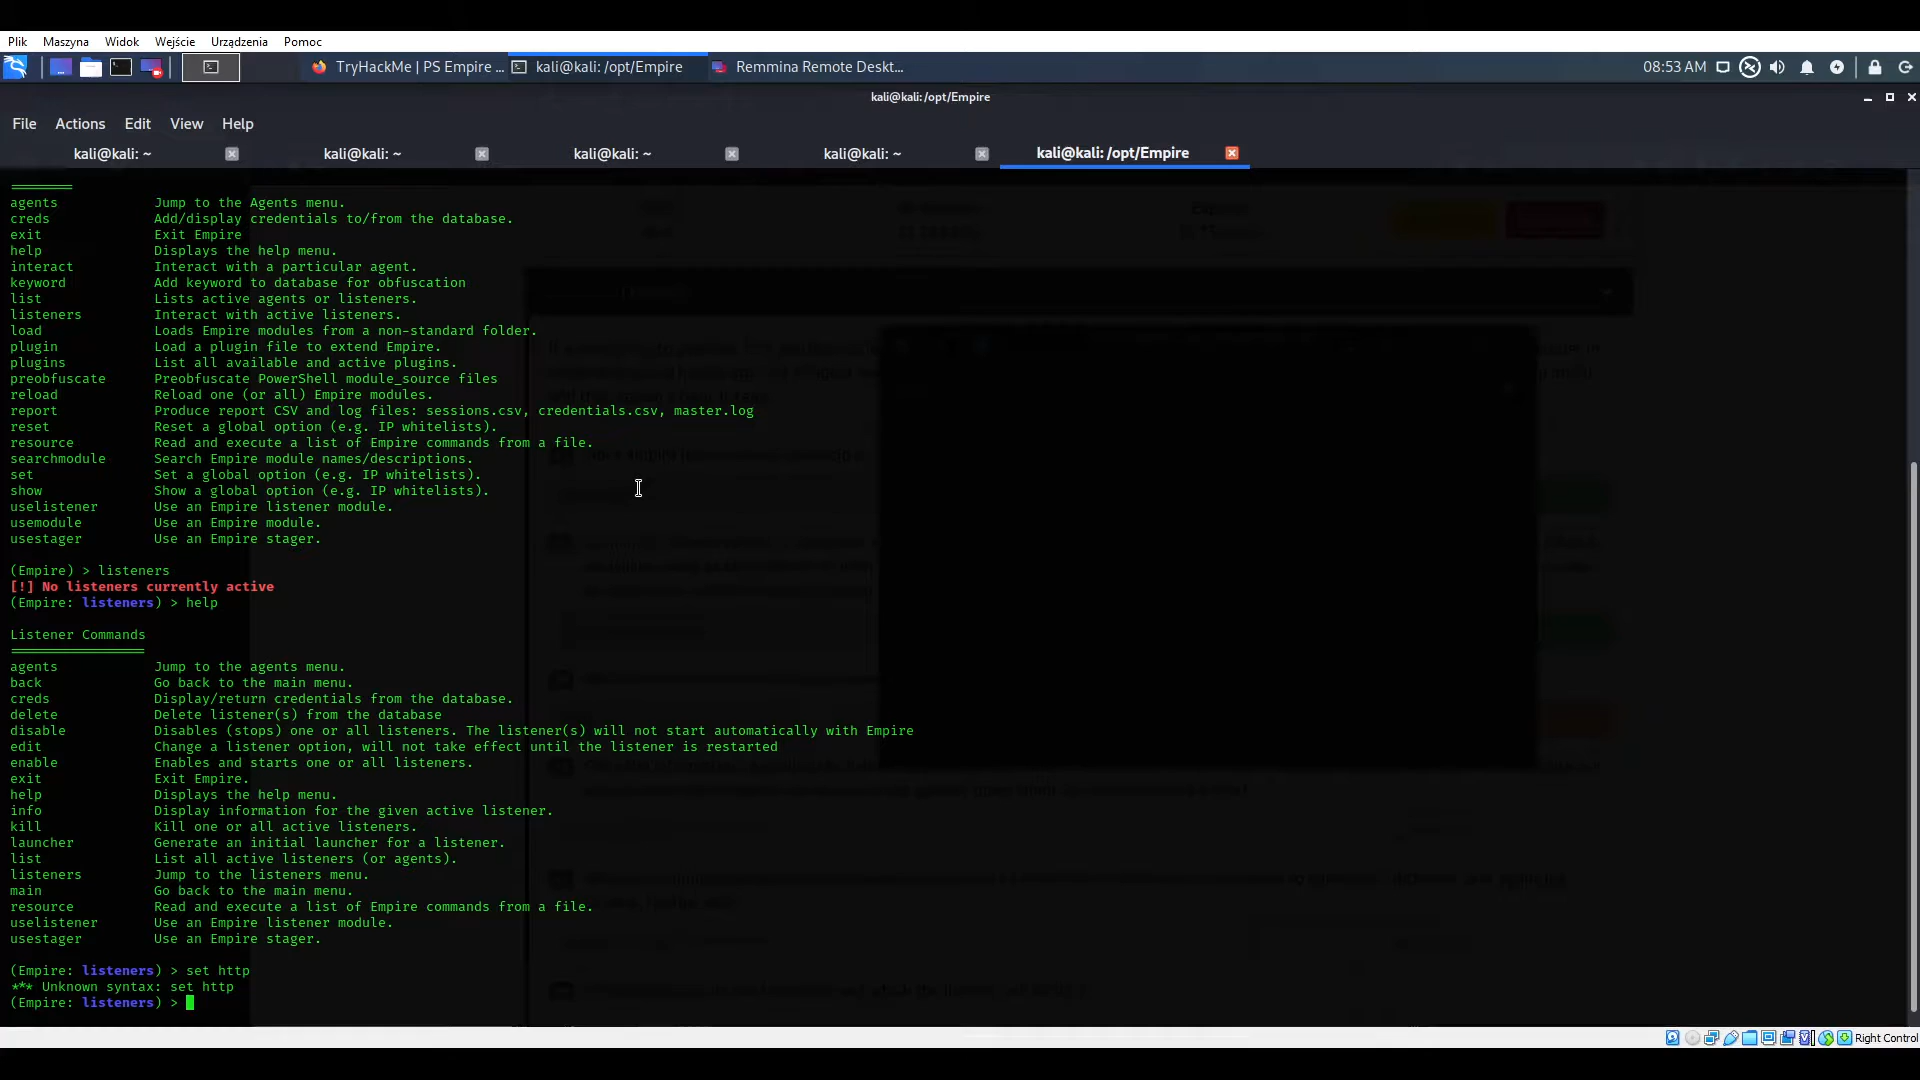 Plik Maszyna Widok Wejście Urządzenia Pomoc
TryHackMe | PS Empire ... kali@kali: /opt/Empire Remmina Remote Deskt... 08:53 AM
kali@kali: /opt/Empire
File Actions Edit View Help
kali@kali: ~ kali@kali: ~ kali@kali: ~ kali@kali: ~ kali@kali: /opt/Empire
agents Jump to the Agents menu.
creds Add/display credentials to/from the database.
exit Exit Empire
help Displays the help menu.
interact Interact with a particular agent.
keyword Add keyword to database for obfuscation
list Lists active agents or listeners.
listeners Interact with active listeners.
load Loads Empire modules from a non-standard folder.
plugin Load a plugin file to extend Empire.
plugins List all available and active plugins.
preobfuscate Preobfuscate PowerShell module_source files
reload Reload one (or all) Empire modules.
report Produce report CSV and log files: sessions.csv, credentials.csv, master.log
reset Reset a global option (e.g. IP whitelists).
resource Read and execute a list of Empire commands from a file.
searchmodule Search Empire module names/descriptions.
set Set a global option (e.g. IP whitelists).
show Show a global option (e.g. IP whitelists).
uselistener Use an Empire listener module.
usemodule Use an Empire module.
usestager Use an Empire stager.
(Empire) > listeners
[!] No listeners currently active
(Empire: listeners) > help
Listener Commands
agents Jump to the agents menu.
back Go back to the main menu.
creds Display/return credentials from the database.
delete Delete listener(s) from the database
disable Disables (stops) one or all listeners. The listener(s) will not start automatically with Empire
edit Change a listener option, will not take effect until the listener is restarted
enable Enables and starts one or all listeners.
exit Exit Empire.
help Displays the help menu.
info Display information for the given active listener.
kill Kill one or all active listeners.
launcher Generate an initial launcher for a listener.
list List all active listeners (or agents).
listeners Jump to the listeners menu.
main Go back to the main menu.
resource Read and execute a list of Empire commands from a file.
uselistener Use an Empire listener module.
usestager Use an Empire stager.
(Empire: listeners) > set http
*** Unknown syntax: set http
(Empire: listeners) >
Right Control